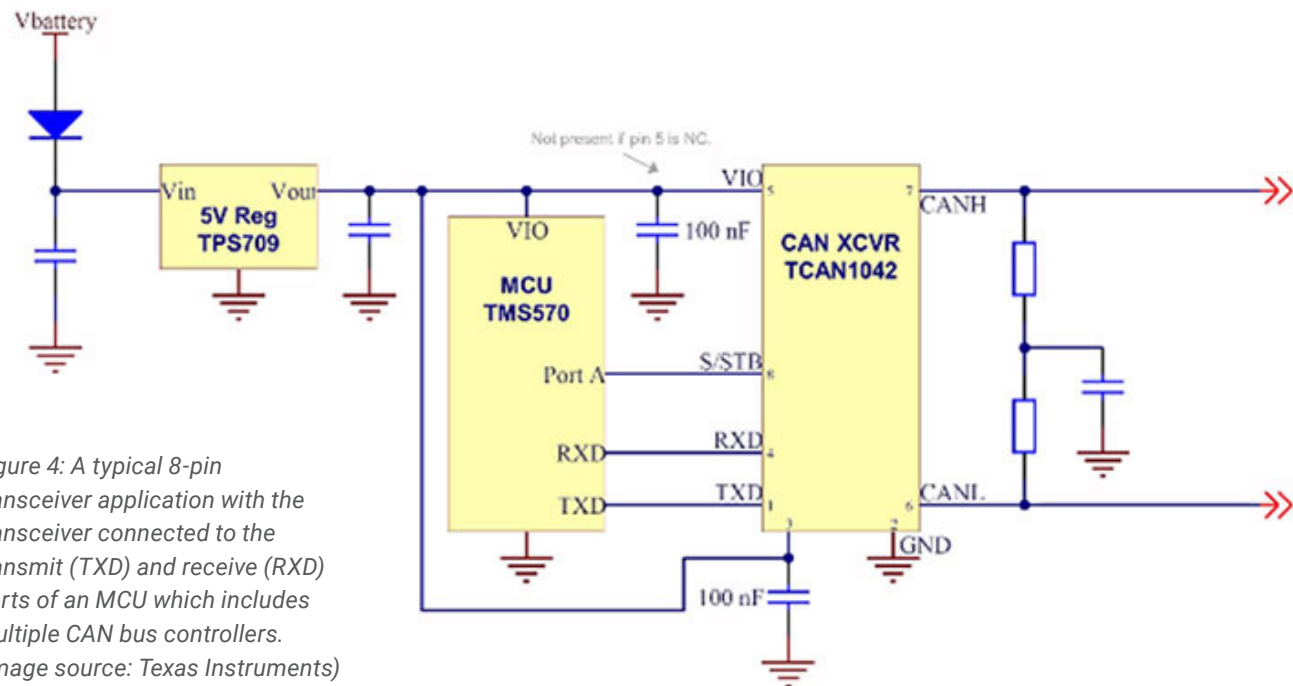 Vbattery
Not present if pin 5 is NC.
Vin
Vout
5V Reg
TPS709
VIO
MCU
TMS570
Port A
RXD
TXD
100 nF
VIO
5
S/STB
8
RXD
4
TXD
1
CAN XCVR
TCAN1042
7
CANH
6
CANL
3
2
GND
100 nF
gure 4: A typical 8-pin
ansceiver application with the
ansceiver connected to the
ansmit (TXD) and receive (RXD)
rts of an MCU which includes
ultiple CAN bus controllers.
mage source: Texas Instruments)